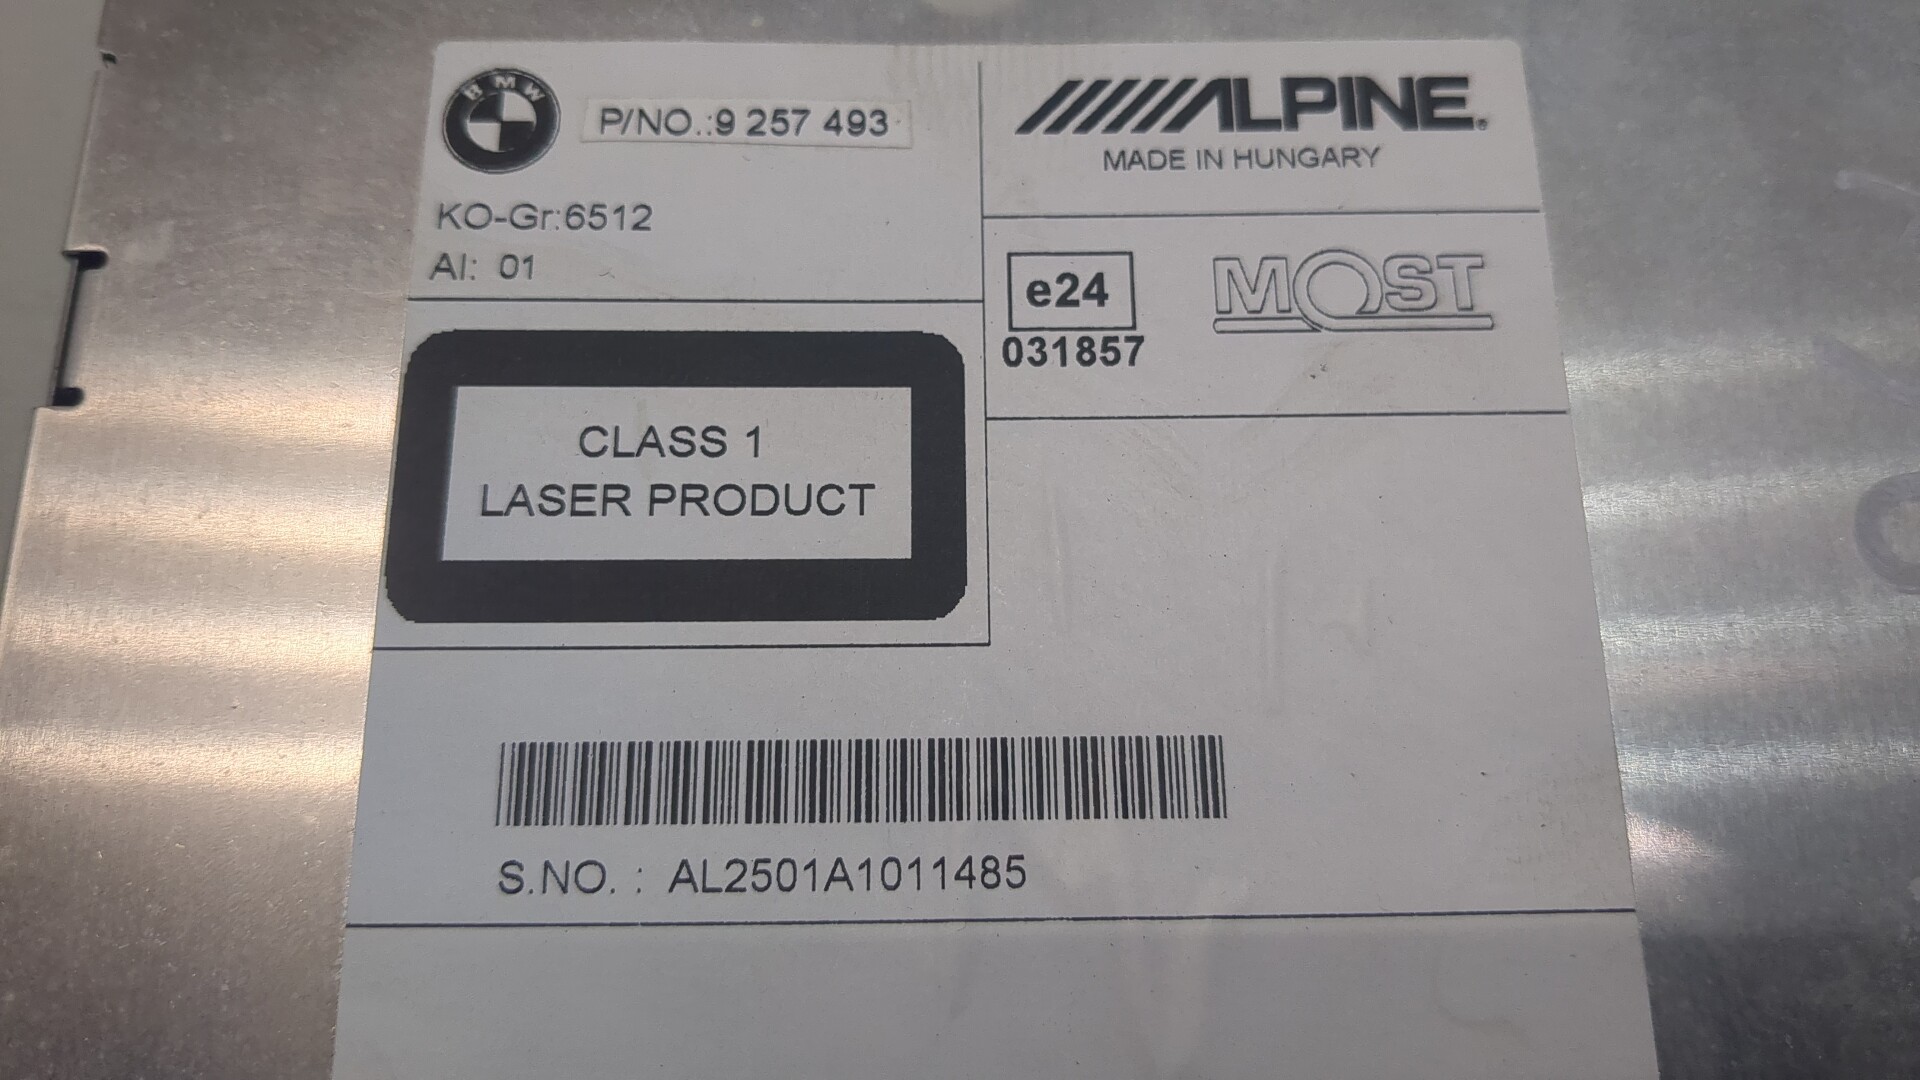 BMW
P/NO.:9 257 493
KO-Gr:6512
AI: 01
ALPINE®
MADE IN HUNGARY
e24
031857
MOST
CLASS 1
LASER PRODUCT
S.NO. : AL2501A1011485